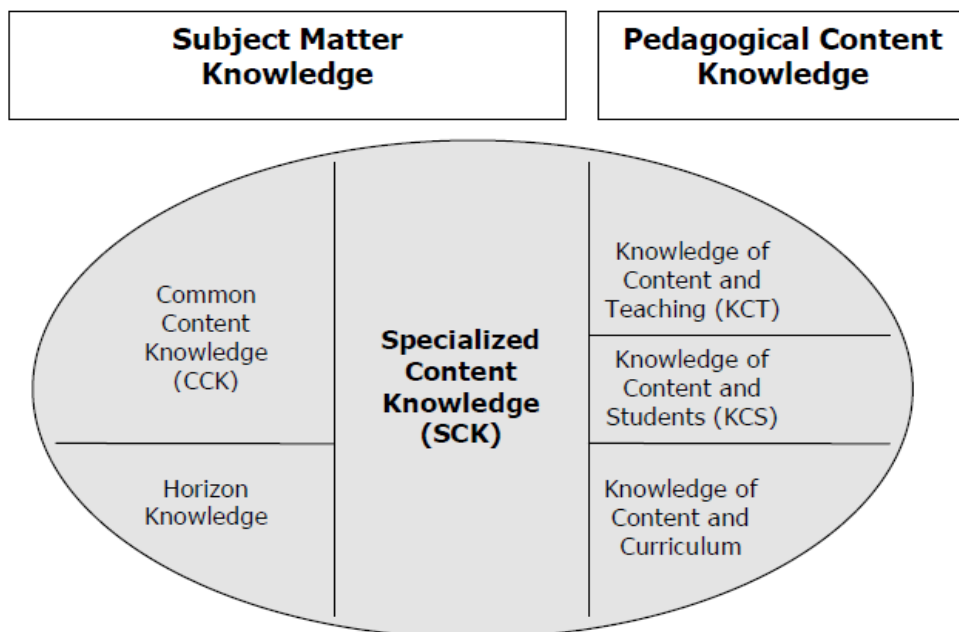 Subject Matter
Knowledge
Pedagogical Content
Knowledge
Common
Content
Knowledge
(CCK)
Horizon
Knowledge
Specialized
Content
Knowledge
(SCK)
Knowledge of
Content and
Teaching (KCT)
Knowledge of
Content and
Students (KCS)
Knowledge of
Content and
Curriculum